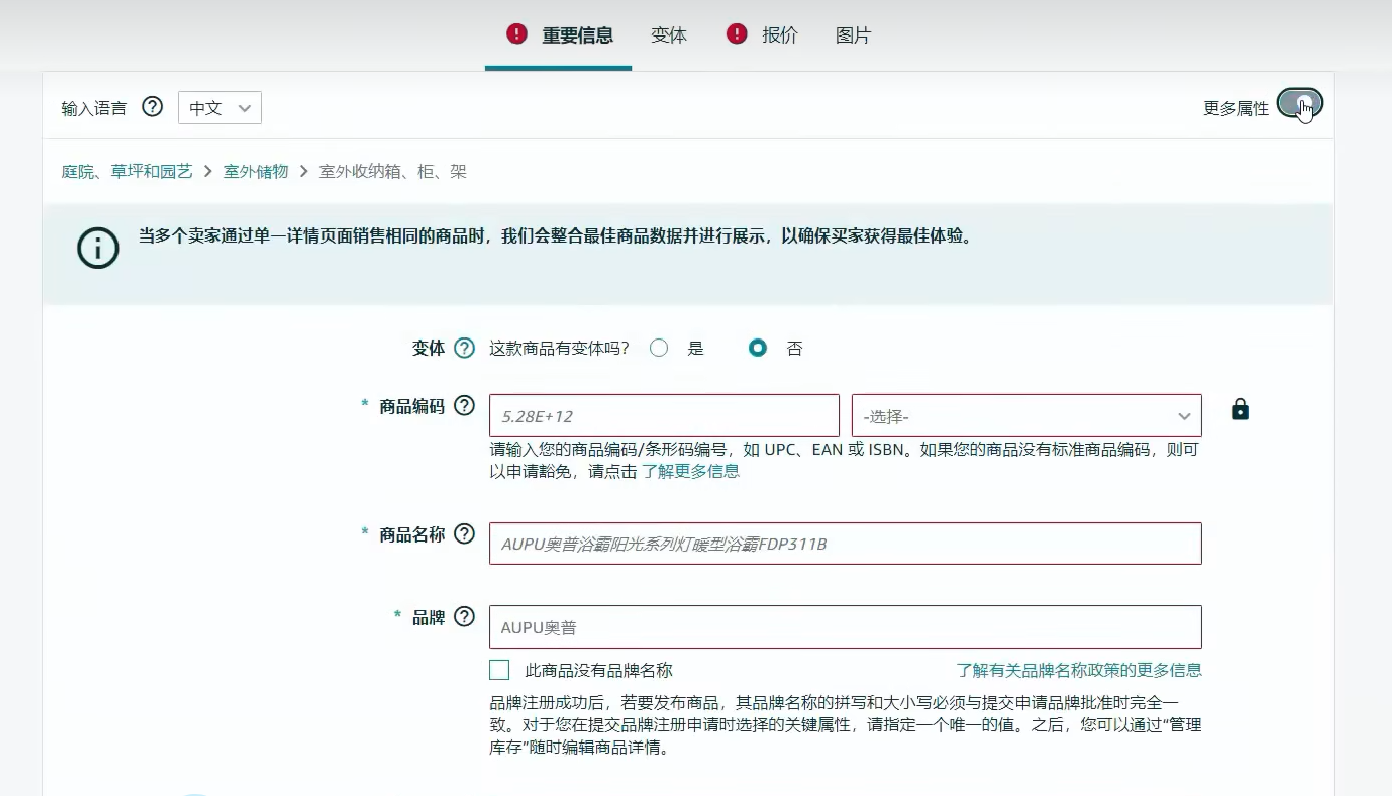 重要信息 变体 报价 图片
输入语言 中文 更多属性
庭院、草坪和园艺 > 室外储物 > 室外收纳箱、柜、架
当多个卖家通过单一详情页面销售相同的商品时，我们会整合最佳商品数据并进行展示，以确保买家获得最佳体验。
变体 这款商品有变体吗？ 是 否
* 商品编码 5.28E+12 -选择-
请输入您的商品编码/条形码编号，如 UPC、EAN 或 ISBN。如果您的商品没有标准商品编码，则可
以申请豁免，请点击 了解更多信息
* 商品名称 AUPU奥普浴霸阳光系列灯暖型浴霸FDP311B
* 品牌 AUPU奥普
此商品没有品牌名称 了解有关品牌名称政策的更多信息
品牌注册成功后，若要发布商品，其品牌名称的拼写和大小写必须与提交申请品牌批准时完全一
致。对于您在提交品牌注册申请时选择的关键属性，请指定一个唯一的值。之后，您可以通过“管理
库存”随时编辑商品详情。